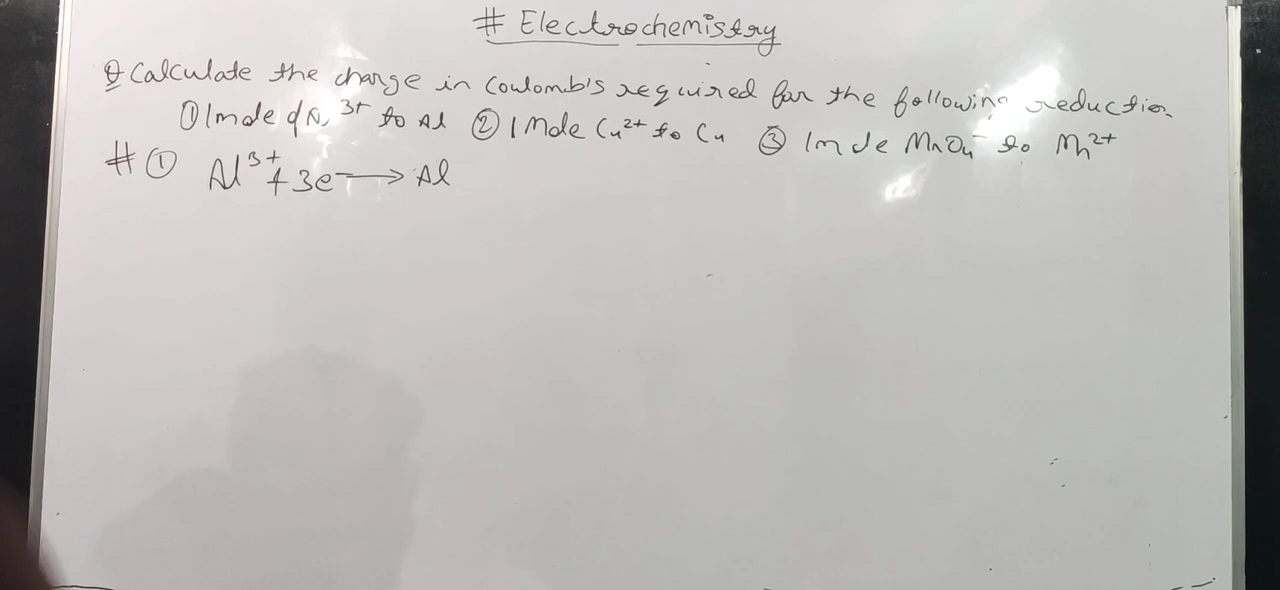 # Electrochemistry
Q Calculate the charge in Coulomb's required for the following reduction
① 1 mole of 3+ to Al ② 1 Mole Cu²⁺ to Cu ③ 1 mole MnO₄⁻ to Mn²⁺
# ① Al³⁺ + 3e⁻ → Al